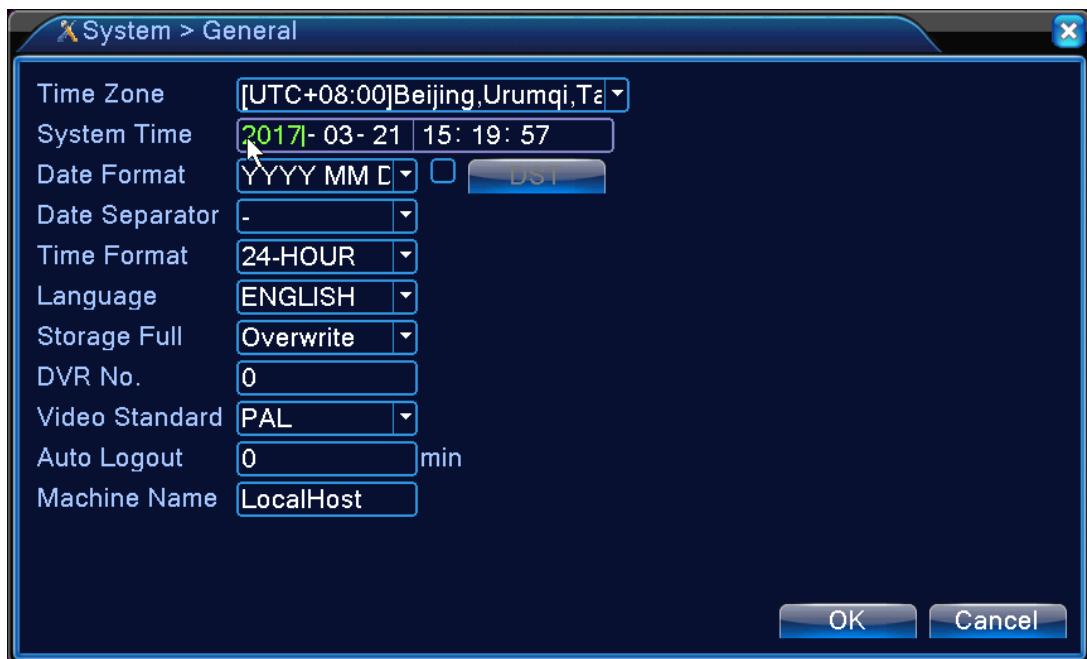 System > General
Time Zone [UTC+08:00]Beijing,Urumqi,Ta
System Time 2017- 03- 21 15: 19: 57
Date Format YYYY MM D DST
Date Separator -
Time Format 24-HOUR
Language ENGLISH
Storage Full Overwrite
DVR No. 0
Video Standard PAL
Auto Logout 0 min
Machine Name LocalHost
OK Cancel